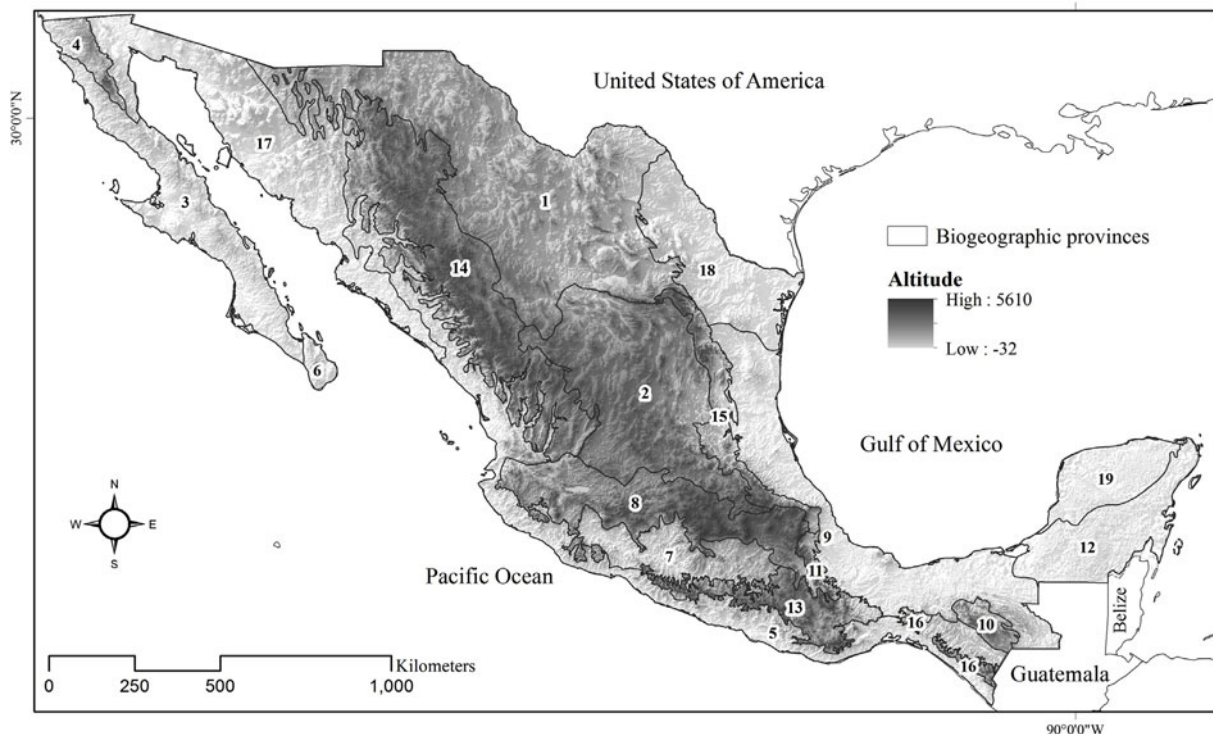 4
United States of America
30°0'0"N
17
1
3
Biogeographic provinces
18
14
Altitude
High : 5610
Low : -32
6
2
15
Gulf of Mexico
19
N
8
W
E
9
12
S
7
Pacific Ocean
11
Belize
13
10
16
5
Kilometers
16
Guatemala
0
250
500
1,000
90°0'0"W